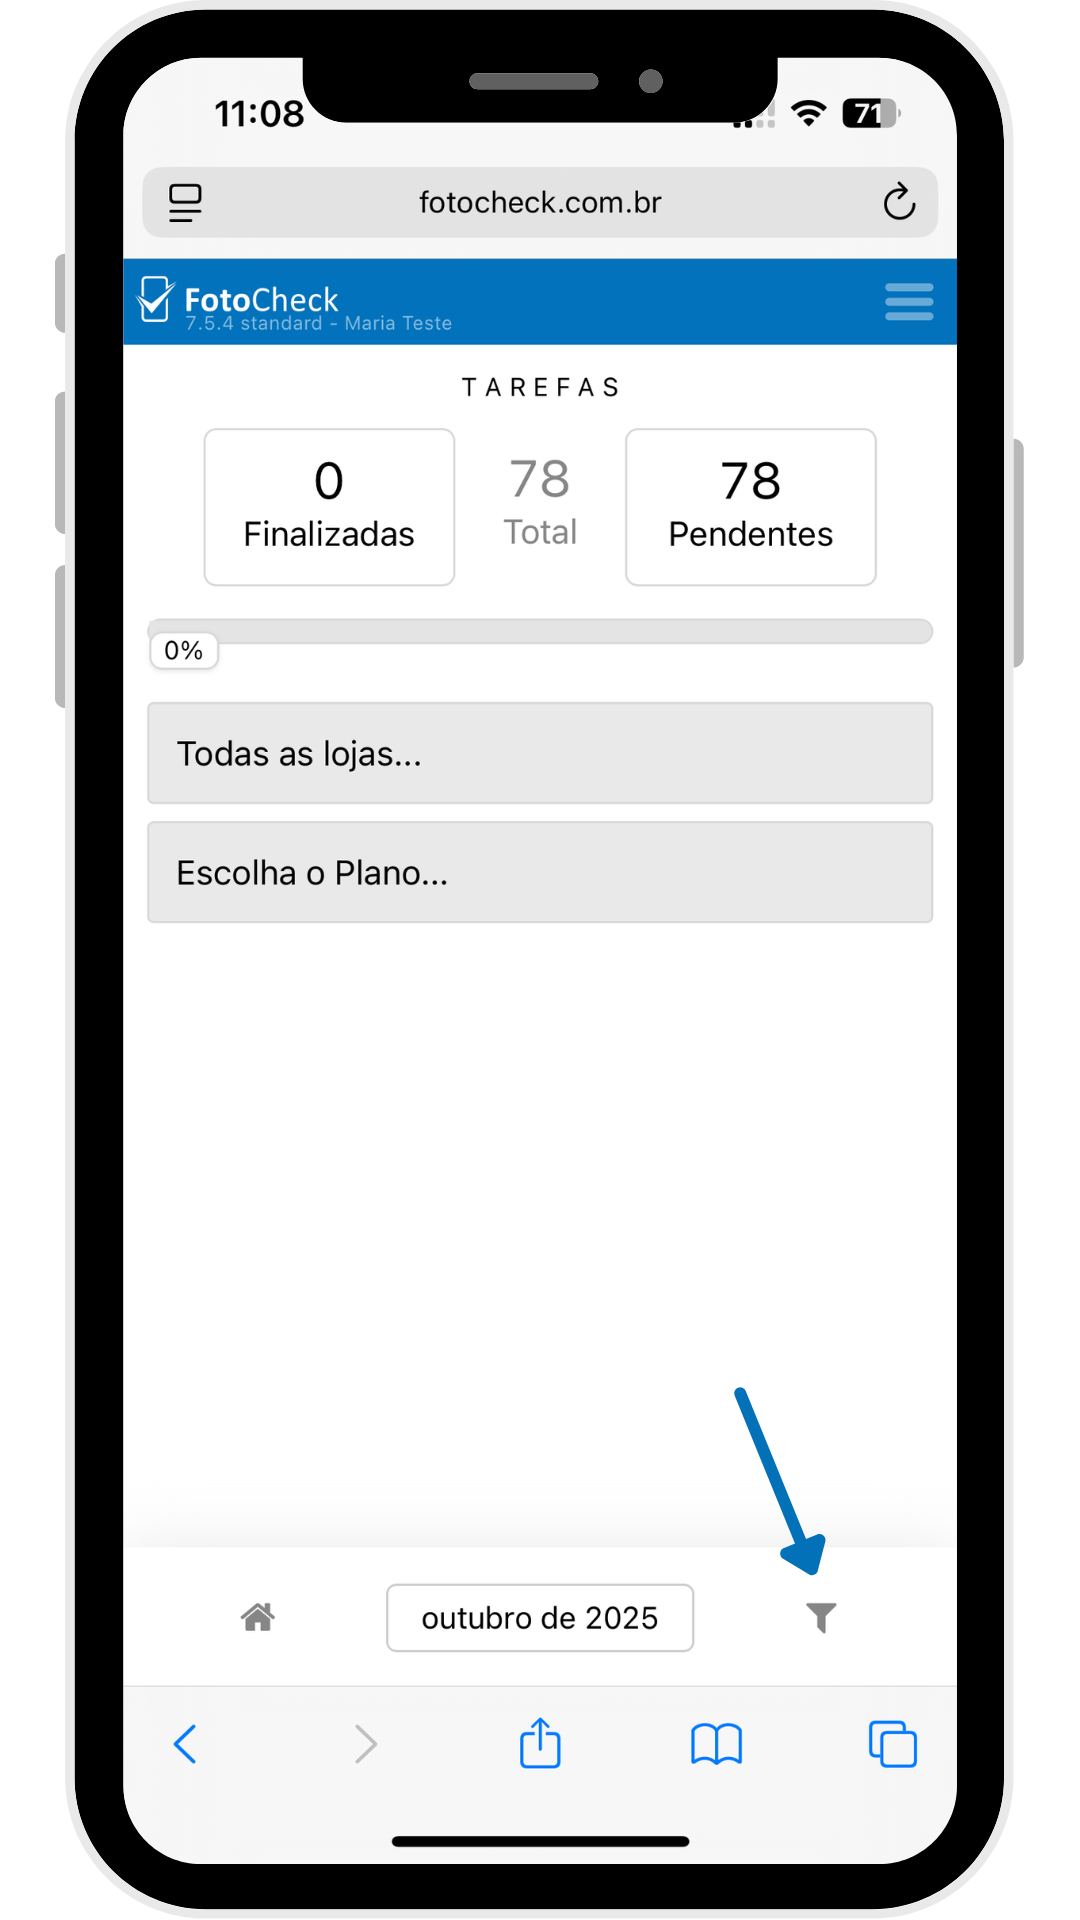 11:08
71
fotocheck.com.br
FotoCheck
7.5.4 standard - Maria Teste
TAREFAS
0
Finalizadas
78
Total
78
Pendentes
0%
Todas as lojas...
Escolha o Plano...
outubro de 2025